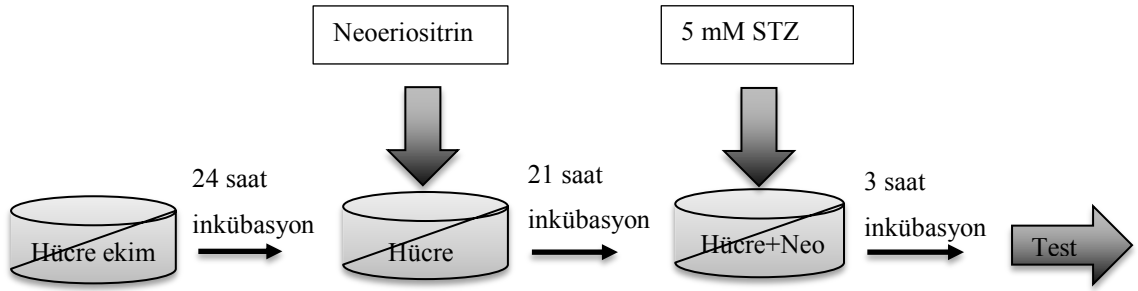 Neoeriositrin
5 mM STZ
24 saat
inkübasyon
21 saat
inkübasyon
3 saat
inkübasyon
Hücre ekim
Hücre
Hücre+Neo
Test